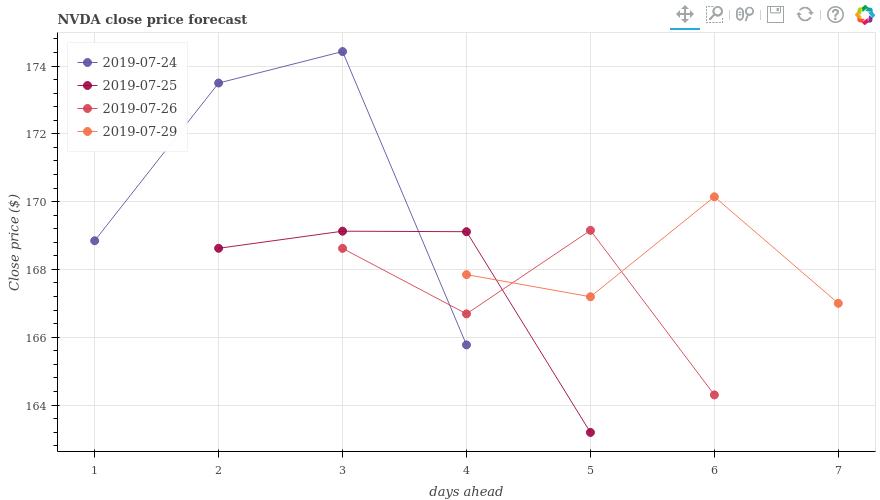 NVDA close price forecast
2019-07-24
2019-07-25
2019-07-26
2019-07-29
Close price ($)
174
172
170
168
166
164
1 2 3 4 5 6 7
days ahead